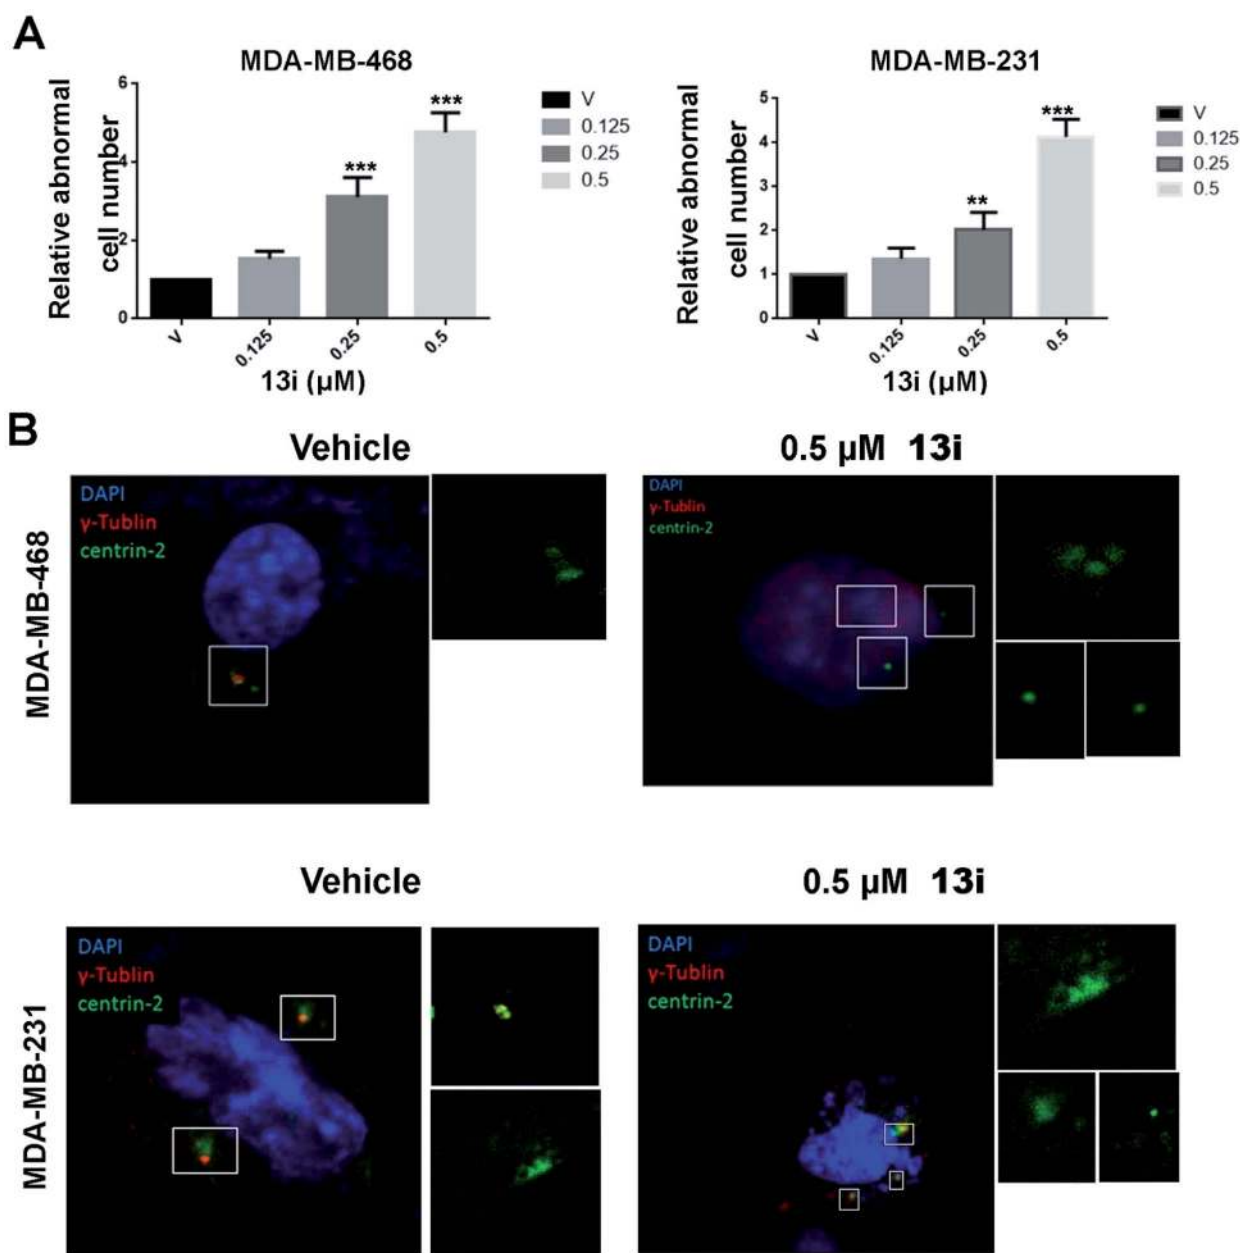 A
MDA-MB-468
Relative abnormal
cell number
6
4
2
0
V
0.125
0.25
0.5
13i (μM)
***
***
V
0.125
0.25
0.5
MDA-MB-231
Relative abnormal
cell number
5
4
3
2
1
0
V
0.125
0.25
0.5
13i (μM)
**
***
V
0.125
0.25
0.5
B
Vehicle
0.5 μM 13i
MDA-MB-468
DAPI
γ-Tublin
centrin-2
DAPI
γ-Tublin
centrin-2
Vehicle
0.5 μM 13i
MDA-MB-231
DAPI
γ-Tublin
centrin-2
DAPI
γ-Tublin
centrin-2